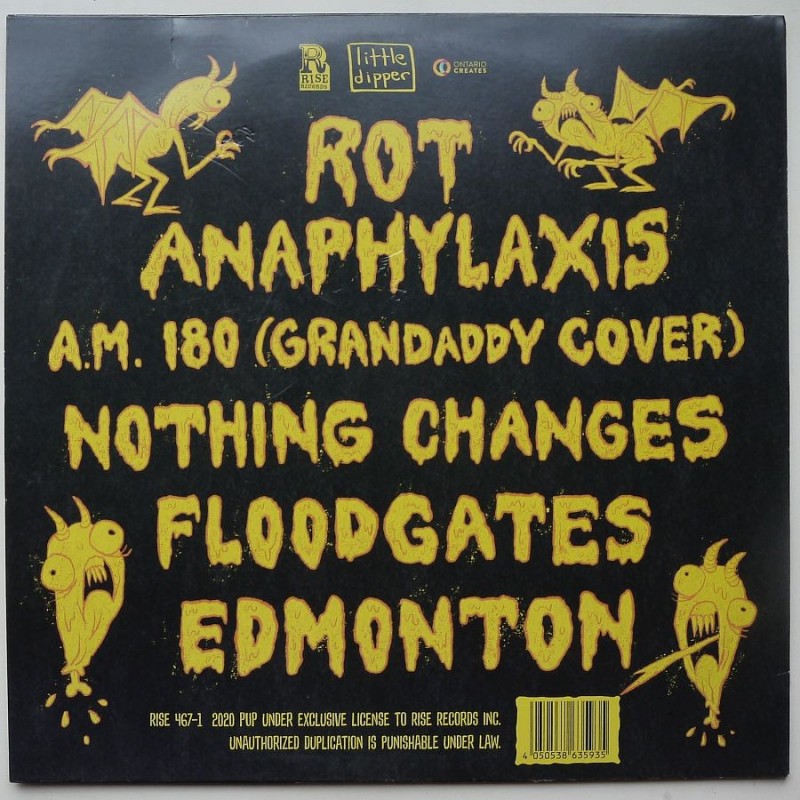 R
RISE
RECORDS
little
dipper
ONTARIO
CREATES
ROT
ANAPHYLAXIS
A.M. 180 (GRANDADDY COVER)
NOTHING CHANGES
FLOODGATES
EDMONTON
RISE 467-1 2020 PUP UNDER EXCLUSIVE LICENSE TO RISE RECORDS INC.
UNAUTHORIZED DUPLICATION IS PUNISHABLE UNDER LAW.
4 050538 635935